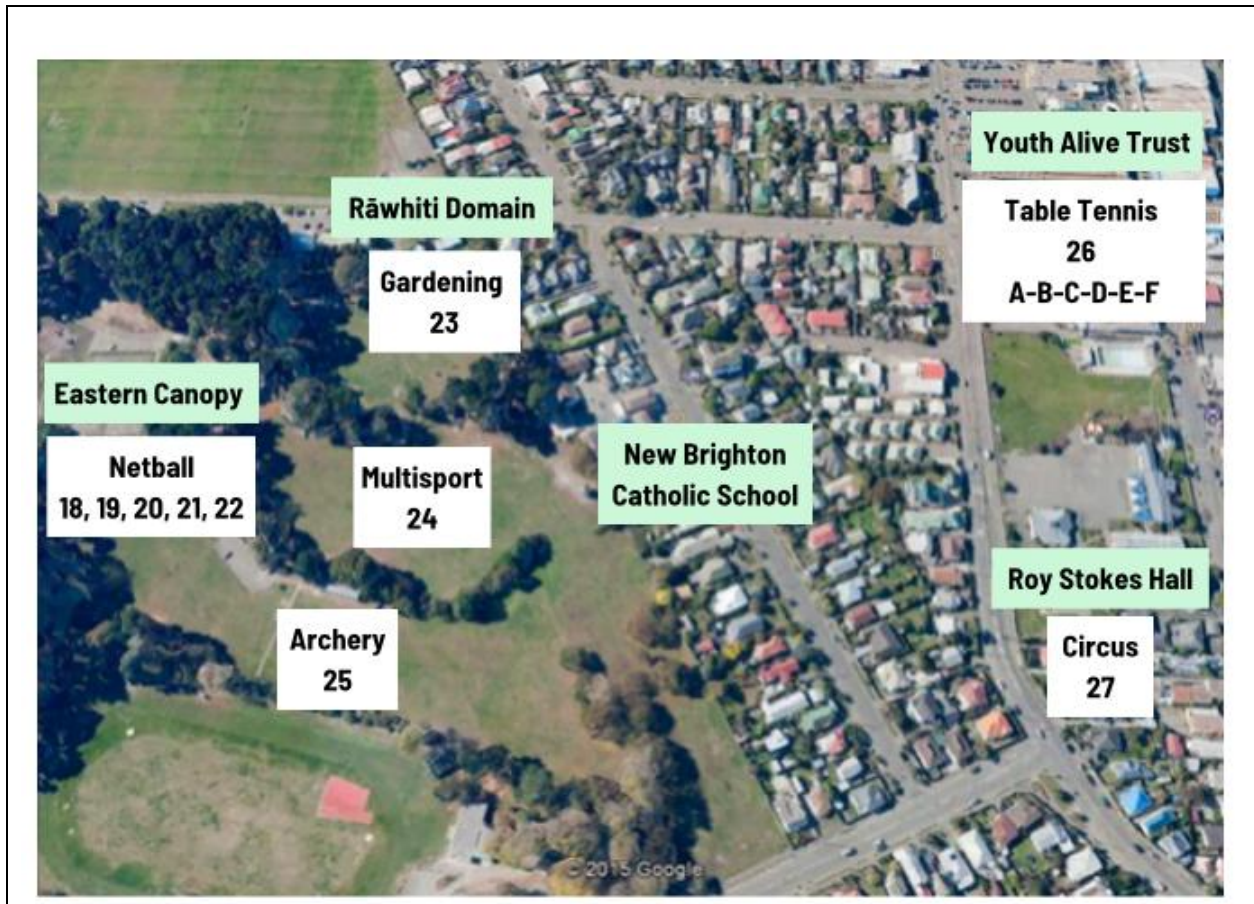 Youth Alive Trust
Table Tennis
26
A-B-C-D-E-F
Rāwhiti Domain
Gardening
23
Eastern Canopy
Netball
18, 19, 20, 21, 22
Multisport
24
New Brighton
Catholic School
Roy Stokes Hall
Circus
27
Archery
25
© 2015 Google